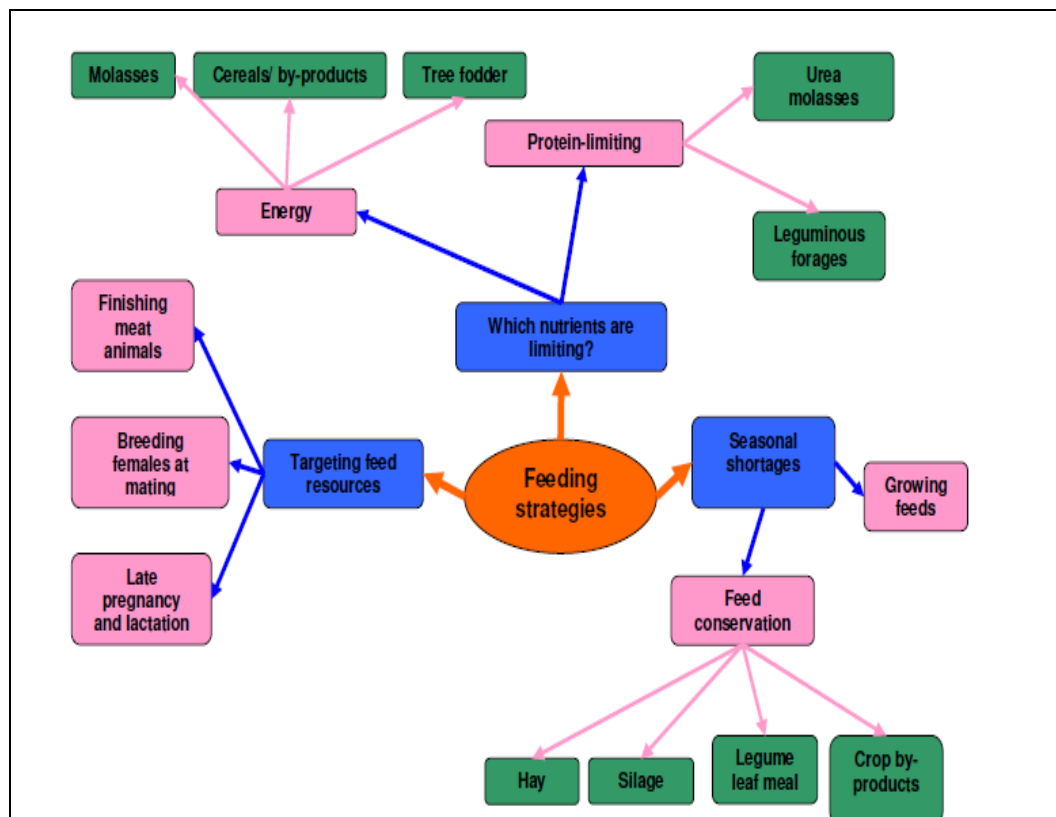 Molasses
Cereals/ by-products
Tree fodder
Urea
molasses
Protein-limiting
Energy
Leguminous
forages
Finishing
meat
animals
Which nutrients are
limiting?
Breeding
females at
mating
Targeting feed
resources
Feeding
strategies
Seasonal
shortages
Growing
feeds
Late
pregnancy
and lactation
Feed
conservation
Hay
Silage
Legume
leaf meal
Crop by-
products